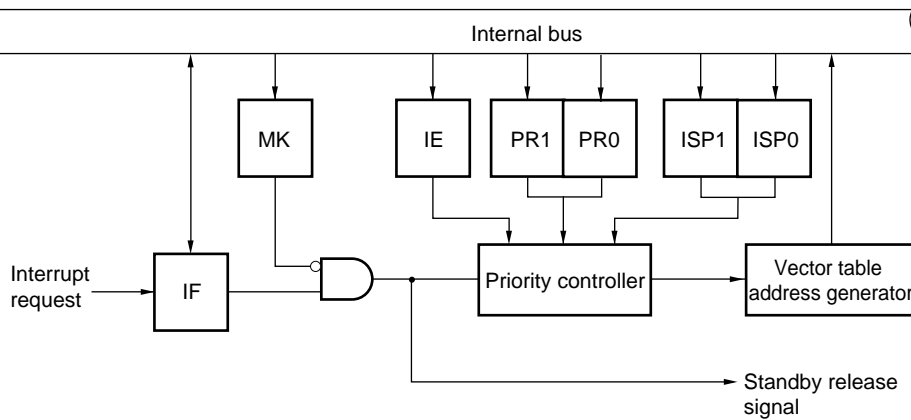 Internal bus
MK
IE
PR1
PR0
ISP1
ISP0
Interrupt
request
IF
Priority controller
Vector table
address generator
Standby release
signal